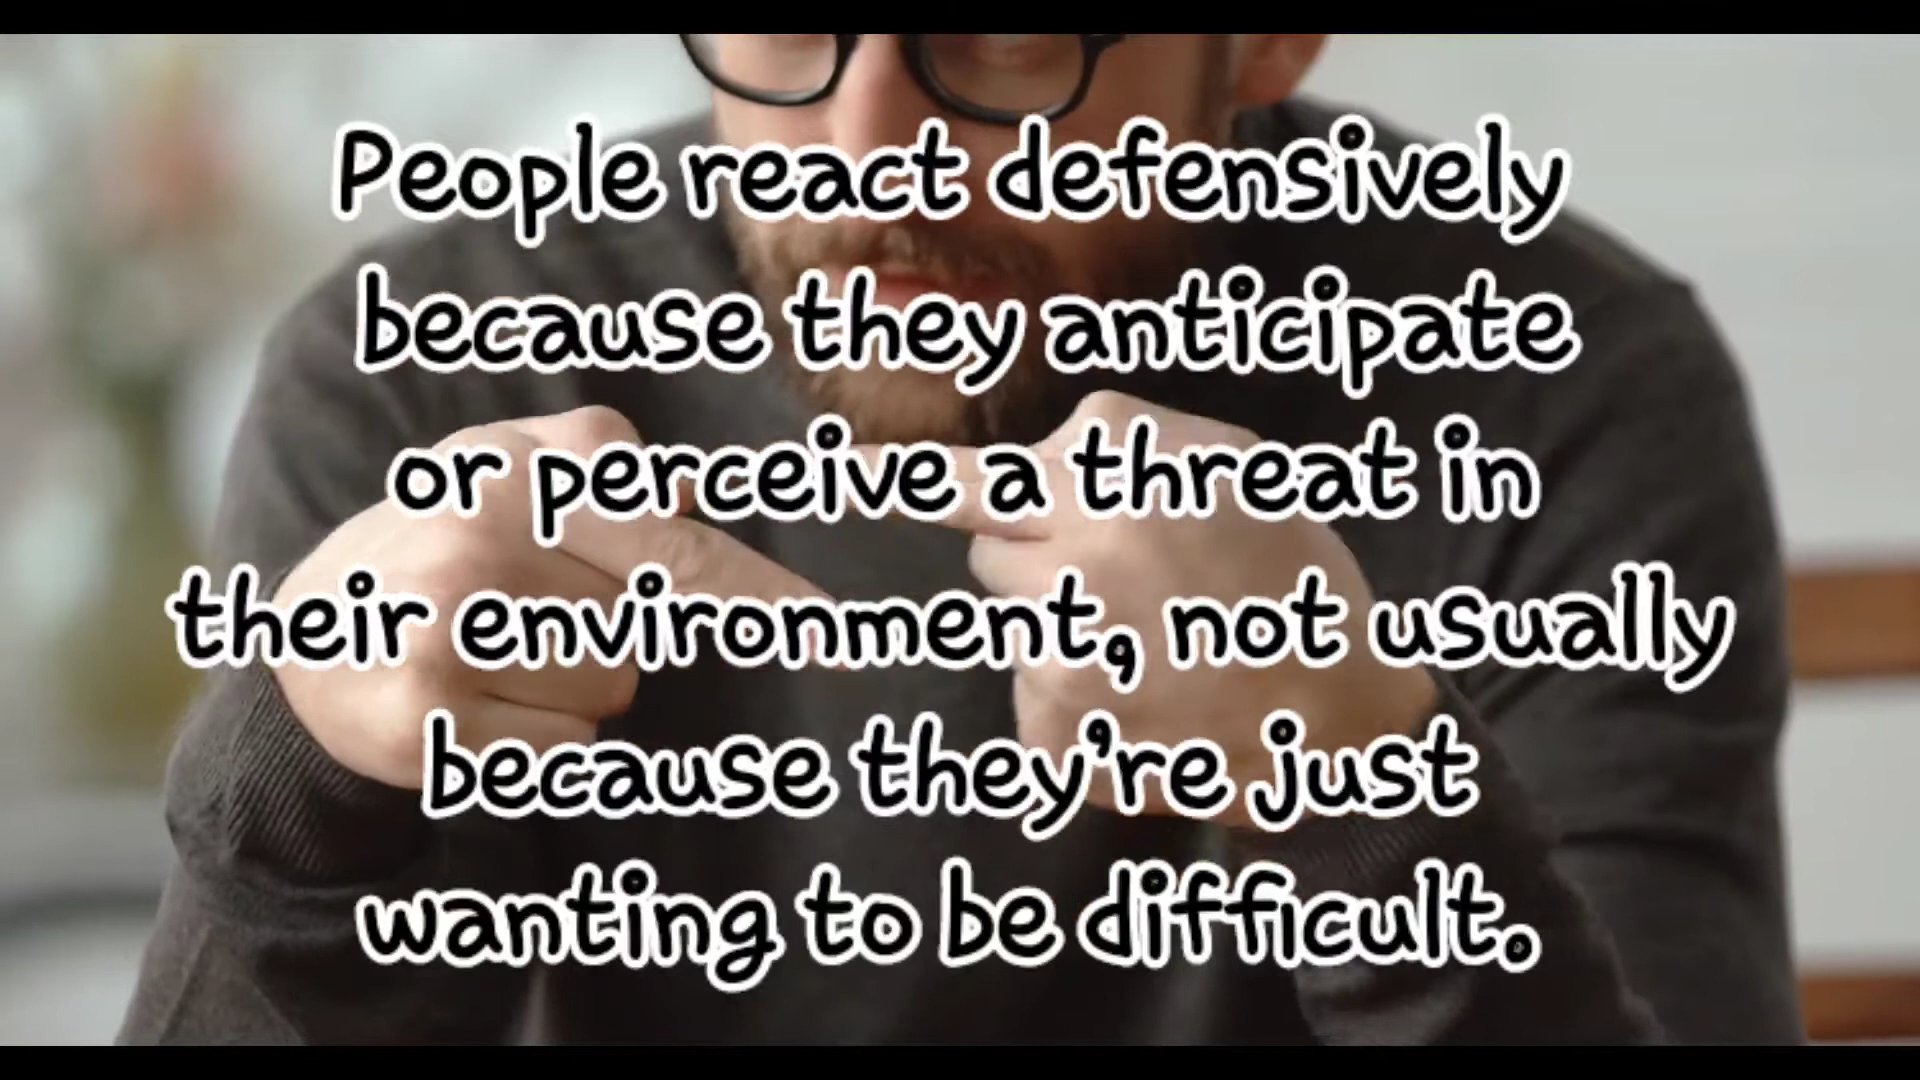 People react defensively
because they anticipate
or perceive a threat in
their environment, not usually
because they're just
wanting to be difficult.